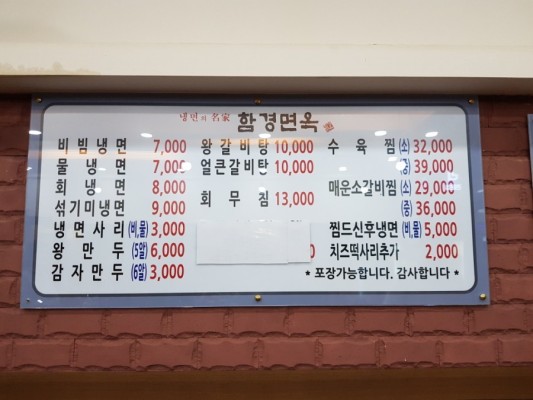 냉면의 名家 함경면옥
비빔냉면 7,000
물냉면 7,000
회냉면 8,000
섞기미냉면 9,000
냉면사리 (비,물) 3,000
왕만두 (5알) 6,000
감자만두 (6알) 3,000
왕갈비탕 10,000
얼큰갈비탕 10,000
회무침 13,000
0
수육찜 (소) 32,000
(중) 39,000
매운소갈비찜 (소) 29,000
(중) 36,000
찜드신후냉면 (비,물) 5,000
치즈떡사리추가 2,000
* 포장가능합니다. 감사합니다 *